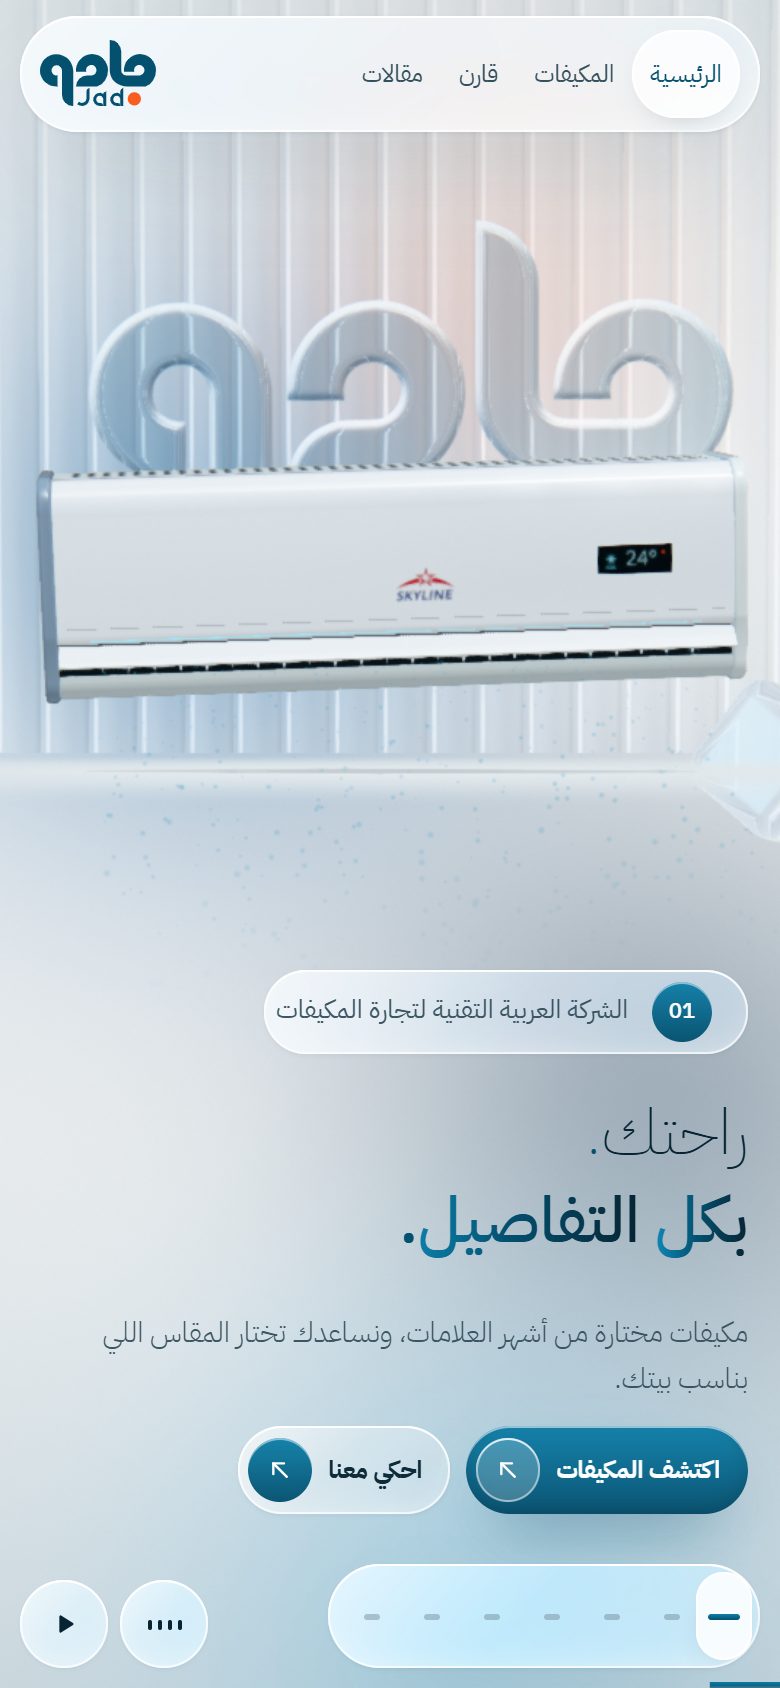 الرئيسية
المكيفات
قارن
مقالات
جادو
Jado
جادو
24°
SKYLINE
01
الشركة العربية التقنية لتجارة المكيفات
راحتك.
بكل التفاصيل.
مكيفات مختارة من أشهر العلامات، ونساعدك تختار المقاس اللي
يناسب بيتك.
اكتشف المكيفات
احكي معنا